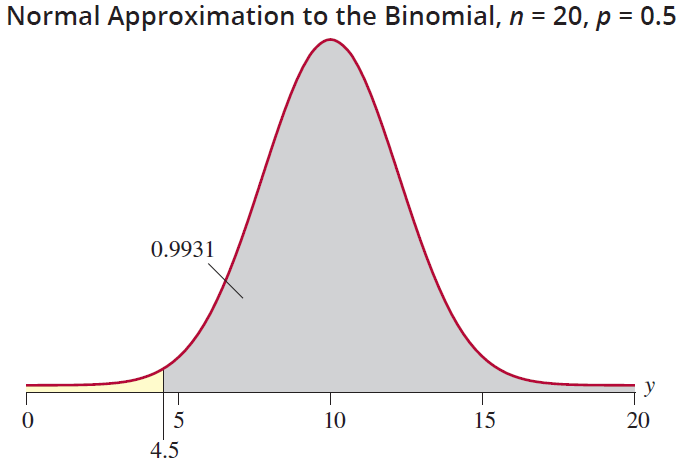 Normal Approximation to the Binomial, n = 20, p = 0.5
0.9931
y
0 5 10 15 20
4.5